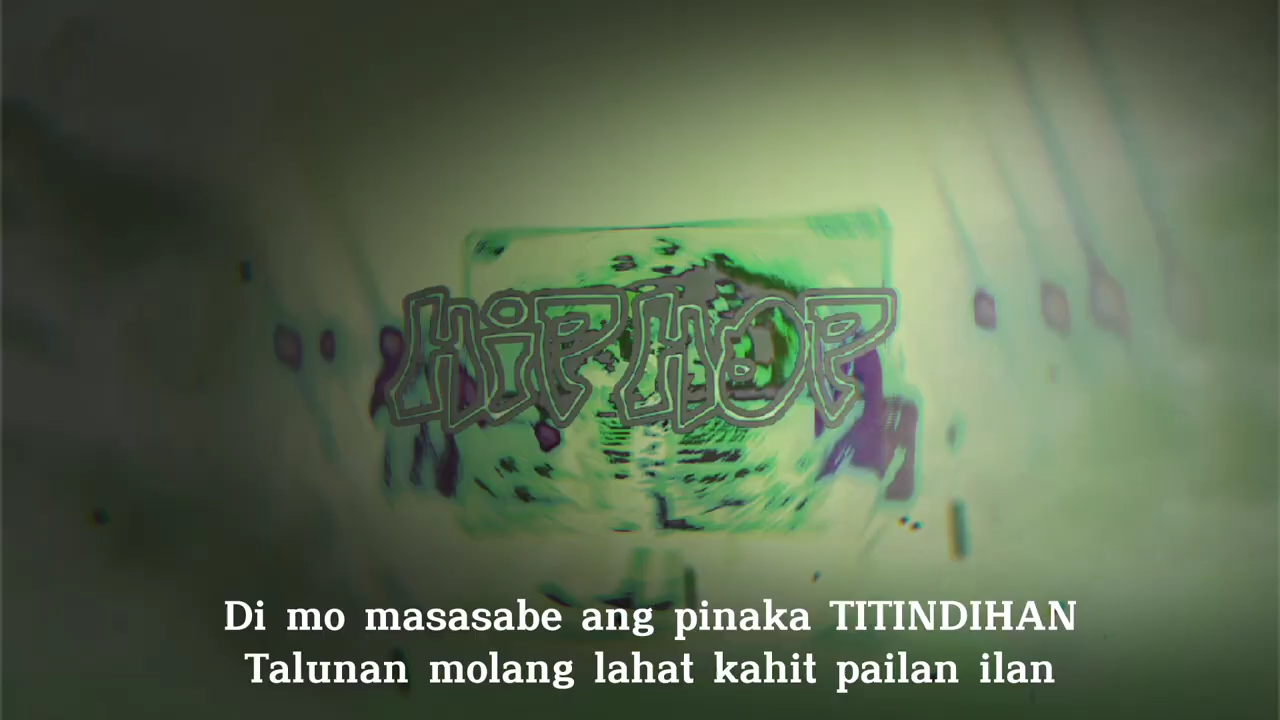 HiP HOP
Di mo masasabe ang pinaka TITINDIHAN
Talunan molang lahat kahit pailan ilan